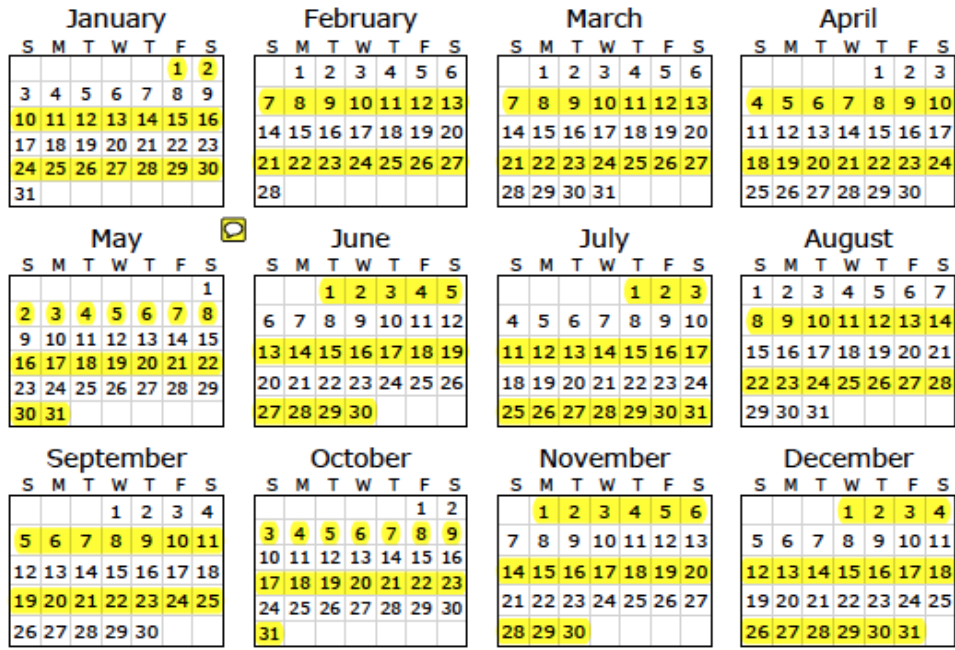 January February March April
S M T W T F S S M T W T F S S M T W T F S S M T W T F S
1 2 1 2 3 4 5 6 1 2 3 4 5 6 1 2 3
3 4 5 6 7 8 9 7 8 9 10 11 12 13 7 8 9 10 11 12 13 4 5 6 7 8 9 10
10 11 12 13 14 15 16 14 15 16 17 18 19 20 14 15 16 17 18 19 20 11 12 13 14 15 16 17
17 18 19 20 21 22 23 21 22 23 24 25 26 27 21 22 23 24 25 26 27 18 19 20 21 22 23 24
24 25 26 27 28 29 30 28 28 29 30 31 25 26 27 28 29 30
31
May June July August
S M T W T F S S M T W T F S S M T W T F S S M T W T F S
1 1 2 3 4 5 1 2 3 1 2 3 4 5 6 7
2 3 4 5 6 7 8 6 7 8 9 10 11 12 4 5 6 7 8 9 10 8 9 10 11 12 13 14
9 10 11 12 13 14 15 13 14 15 16 17 18 19 11 12 13 14 15 16 17 15 16 17 18 19 20 21
16 17 18 19 20 21 22 20 21 22 23 24 25 26 18 19 20 21 22 23 24 22 23 24 25 26 27 28
23 24 25 26 27 28 29 27 28 29 30 25 26 27 28 29 30 31 29 30 31
30 31
September October November December
S M T W T F S S M T W T F S S M T W T F S S M T W T F S
1 2 3 4 1 2 1 2 3 4 5 6 1 2 3 4
5 6 7 8 9 10 11 3 4 5 6 7 8 9 7 8 9 10 11 12 13 5 6 7 8 9 10 11
12 13 14 15 16 17 18 10 11 12 13 14 15 16 14 15 16 17 18 19 20 12 13 14 15 16 17 18
19 20 21 22 23 24 25 17 18 19 20 21 22 23 21 22 23 24 25 26 27 19 20 21 22 23 24 25
26 27 28 29 30 24 25 26 27 28 29 30 28 29 30 26 27 28 29 30 31
31